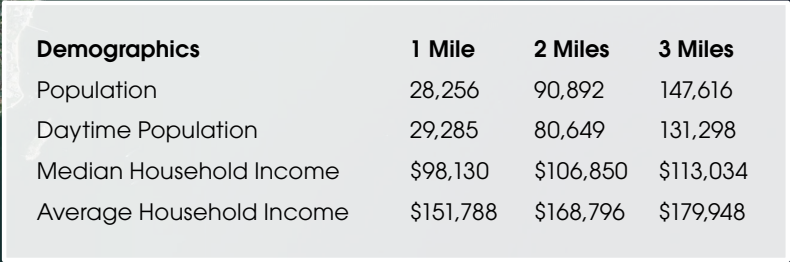 Demographics 1 Mile 2 Miles 3 Miles
Population 28,256 90,892 147,616
Daytime Population 29,285 80,649 131,298
Median Household Income $98,130 $106,850 $113,034
Average Household Income $151,788 $168,796 $179,948